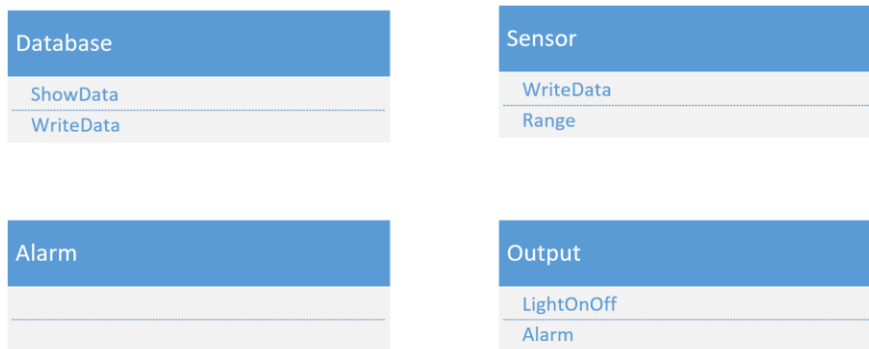 Database
ShowData
WriteData
Sensor
WriteData
Range
Alarm
Output
LightOnOff
Alarm